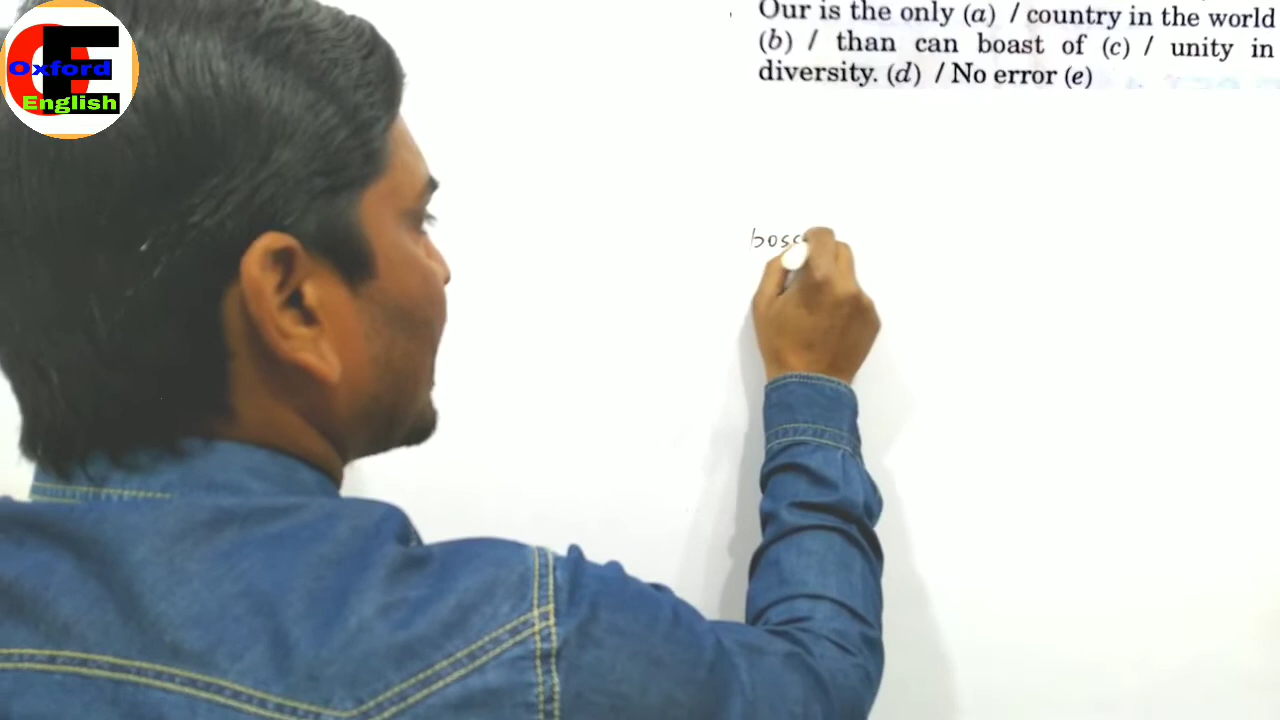 Oxford
English
Our is the only (a) / country in the world
(b) / than can boast of (c) / unity in
diversity. (d) / No error (e)